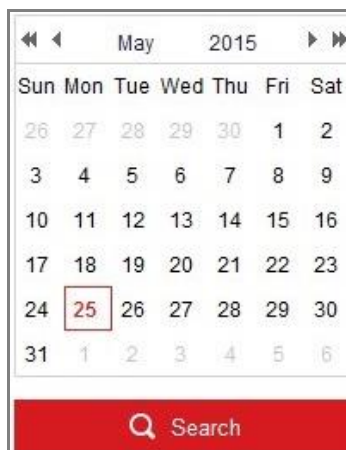 May 2015
Sun Mon Tue Wed Thu Fri Sat
26 27 28 29 30 1 2
3 4 5 6 7 8 9
10 11 12 13 14 15 16
17 18 19 20 21 22 23
24 25 26 27 28 29 30
31 1 2 3 4 5 6
Search